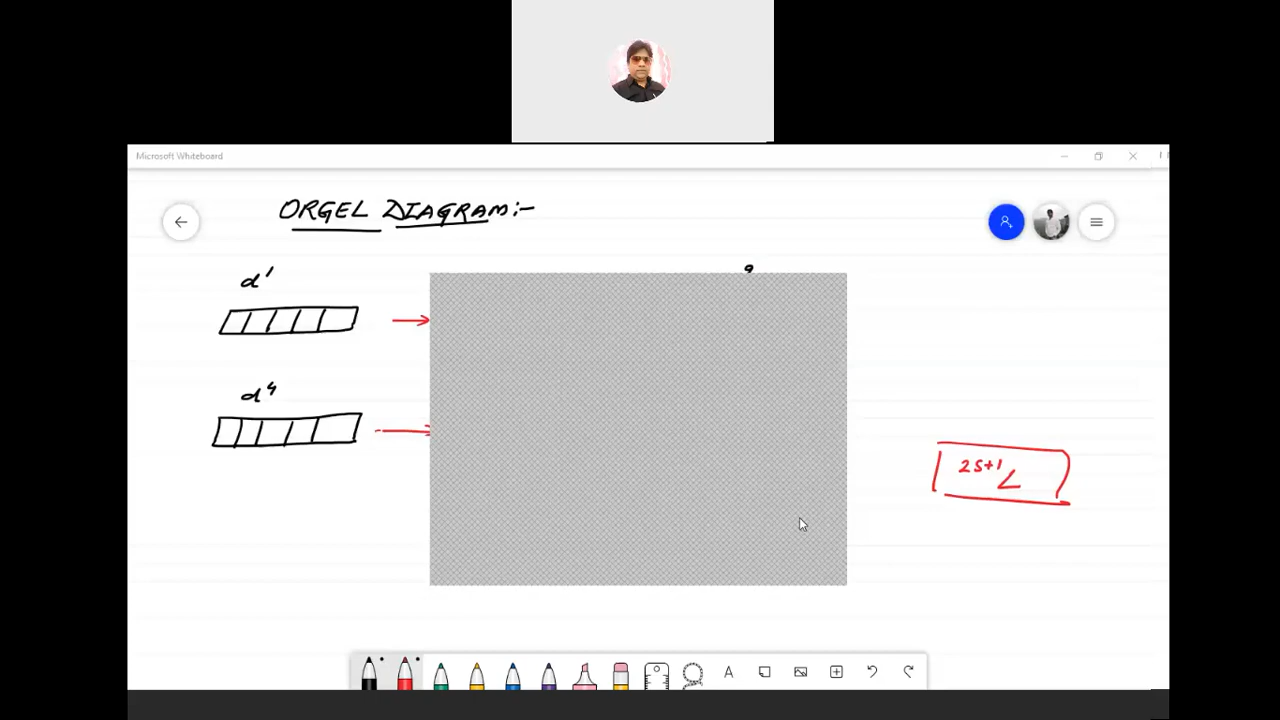 Microsoft Whiteboard
ORGEL DIAGRAM:-
d¹
d⁴
2S+1L
A